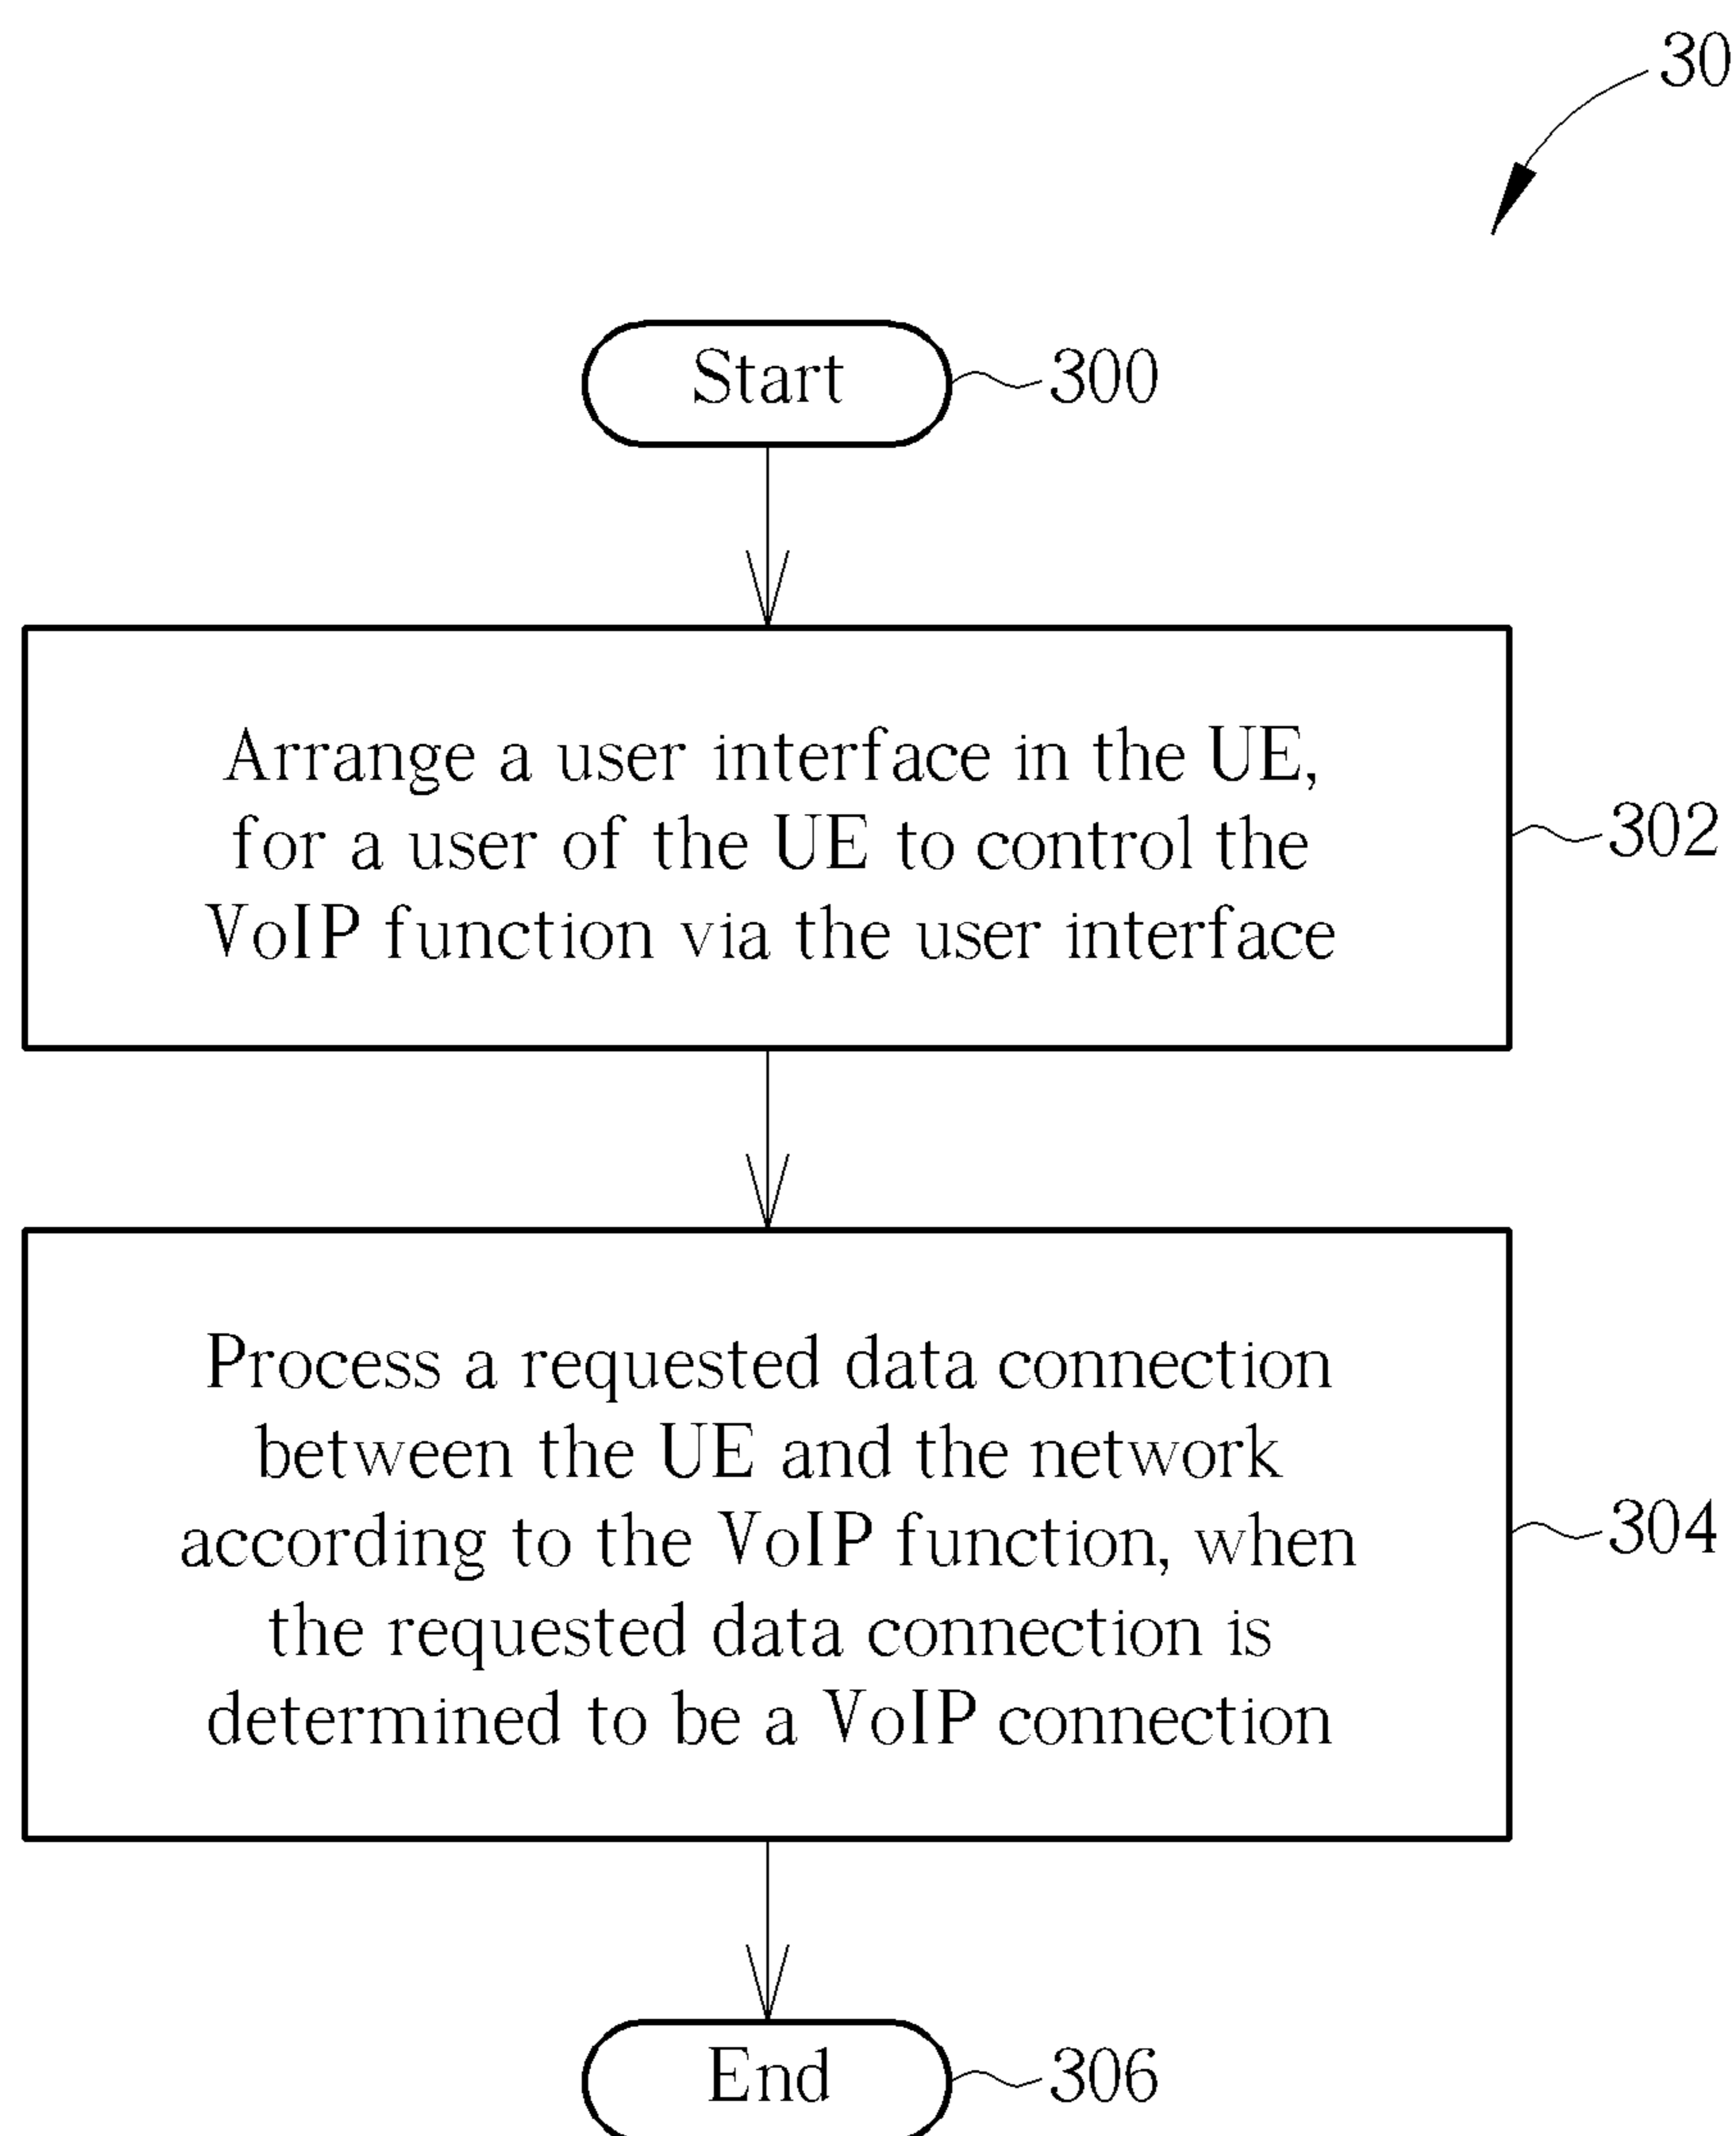 30
Start
300
Arrange a user interface in the UE,
for a user of the UE to control the
VoIP function via the user interface
302
Process a requested data connection
between the UE and the network
according to the VoIP function, when
the requested data connection is
determined to be a VoIP connection
304
End
306